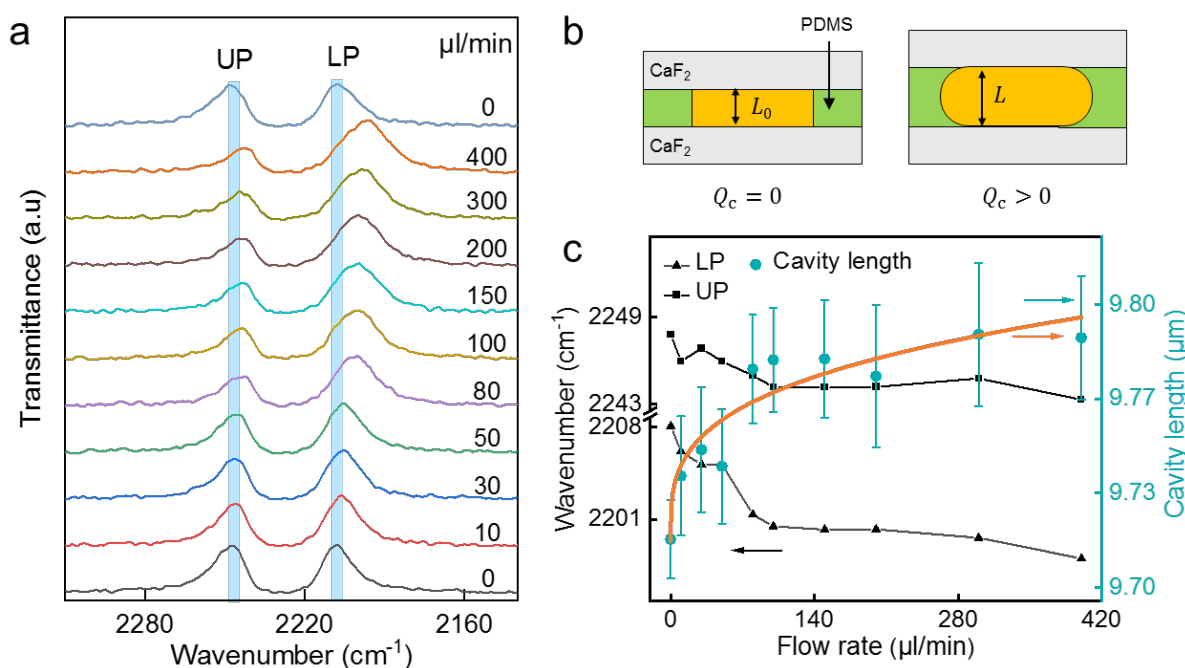 a
µl/min
UP
LP
0
400
300
200
150
100
80
50
30
10
0
Transmittance (a.u)
2280
2220
2160
Wavenumber (cm⁻¹)
b
PDMS
CaF₂
L₀
CaF₂
L
Q꜀ = 0
Q꜀ > 0
c
LP
Cavity length
UP
2249
2243
2208
2201
Wavenumber (cm⁻¹)
9.80
9.77
9.73
9.70
Cavity length (µm)
0
140
280
420
Flow rate (µl/min)